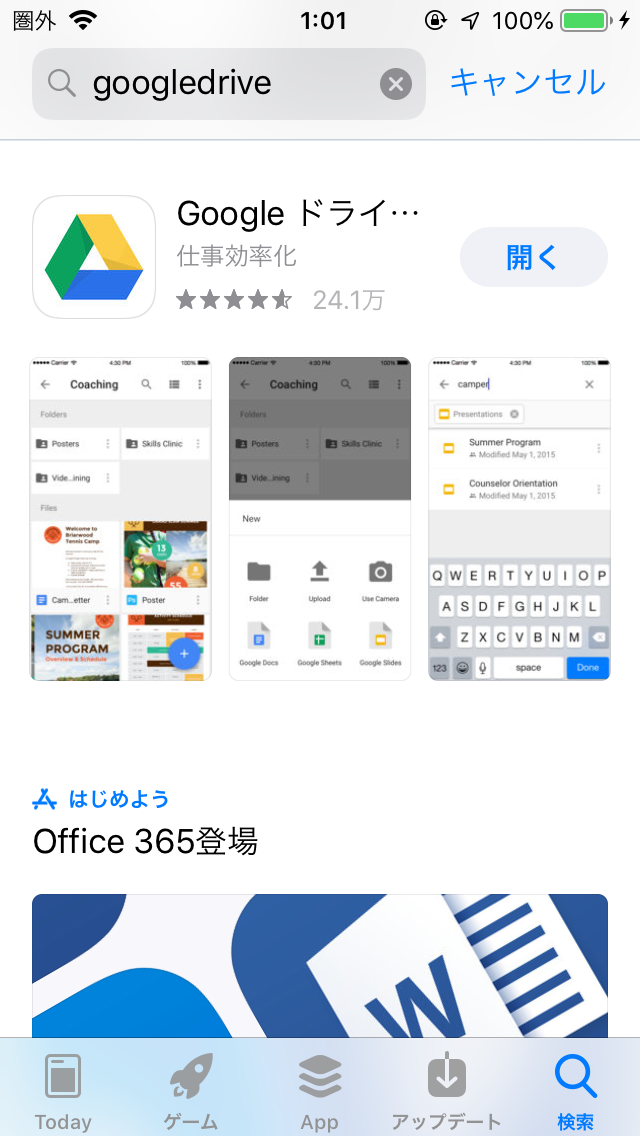 圏外 1:01 100%
googledrive キャンセル
Google ドライ…
仕事効率化
開く
24.1万
Carrier 4:30 PM 100%
Coaching
Folders
Posters Skills Clinic
Vide…ining
Files
Welcome to
Briarwood
Tennis Camp
13
55
Cam…etter Poster
SUMMER
PROGRAM
Overview & Schedule
Carrier 4:30 PM 100%
Coaching
Folders
Posters Skills Clinic
Vide…ining
New
Folder Upload Use Camera
Google Docs Google Sheets Google Slides
Carrier 4:30 PM 100%
camper
Presentations
Summer Program
Modified May 1, 2015
Counselor Orientation
Modified May 1, 2015
Q W E R T Y U I O P
A S D F G H J K L
Z X C V B N M
123 space Done
はじめよう
Office 365登場
W
Today ゲーム App アップデート 検索